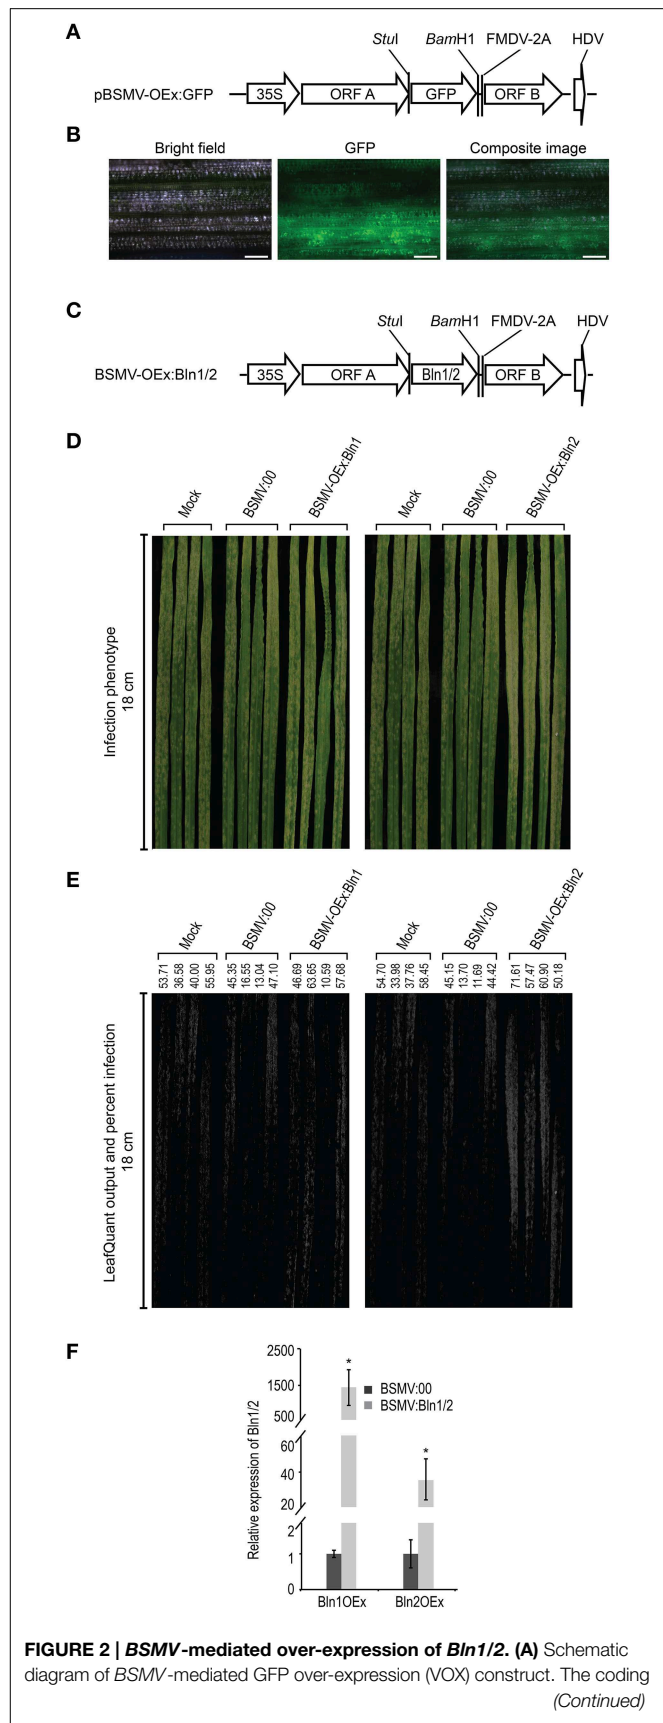 A
StuI BamH1 FMDV-2A HDV
pBSMV-OEx:GFP 35S ORF A GFP ORF B
B
Bright field GFP Composite image
C
StuI BamH1 FMDV-2A HDV
BSMV-OEx:Bln1/2 35S ORF A Bln1/2 ORF B
D
Mock BSMV:00 BSMV-OEx:Bln1 Mock BSMV:00 BSMV-OEx:Bln2
Infection phenotype
18 cm
E
Mock BSMV:00 BSMV-OEx:Bln1 Mock BSMV:00 BSMV-OEx:Bln2
53.71 36.58 40.00 55.95 45.35 16.55 13.04 47.10 46.69 63.65 10.59 57.68 54.70 33.98 37.76 58.45 45.15 13.70 11.69 44.42 71.61 57.47 60.90 50.18
LeafQuant output and percent infection
18 cm
F
Relative expression of Bln1/2
2500
1500
500
60
40
20
2
1
0
* *
BSMV:00
BSMV:Bln1/2
Bln1OEx Bln2OEx
FIGURE 2 | BSMV-mediated over-expression of Bln1/2. (A) Schematic
diagram of BSMV-mediated GFP over-expression (VOX) construct. The coding
(Continued)